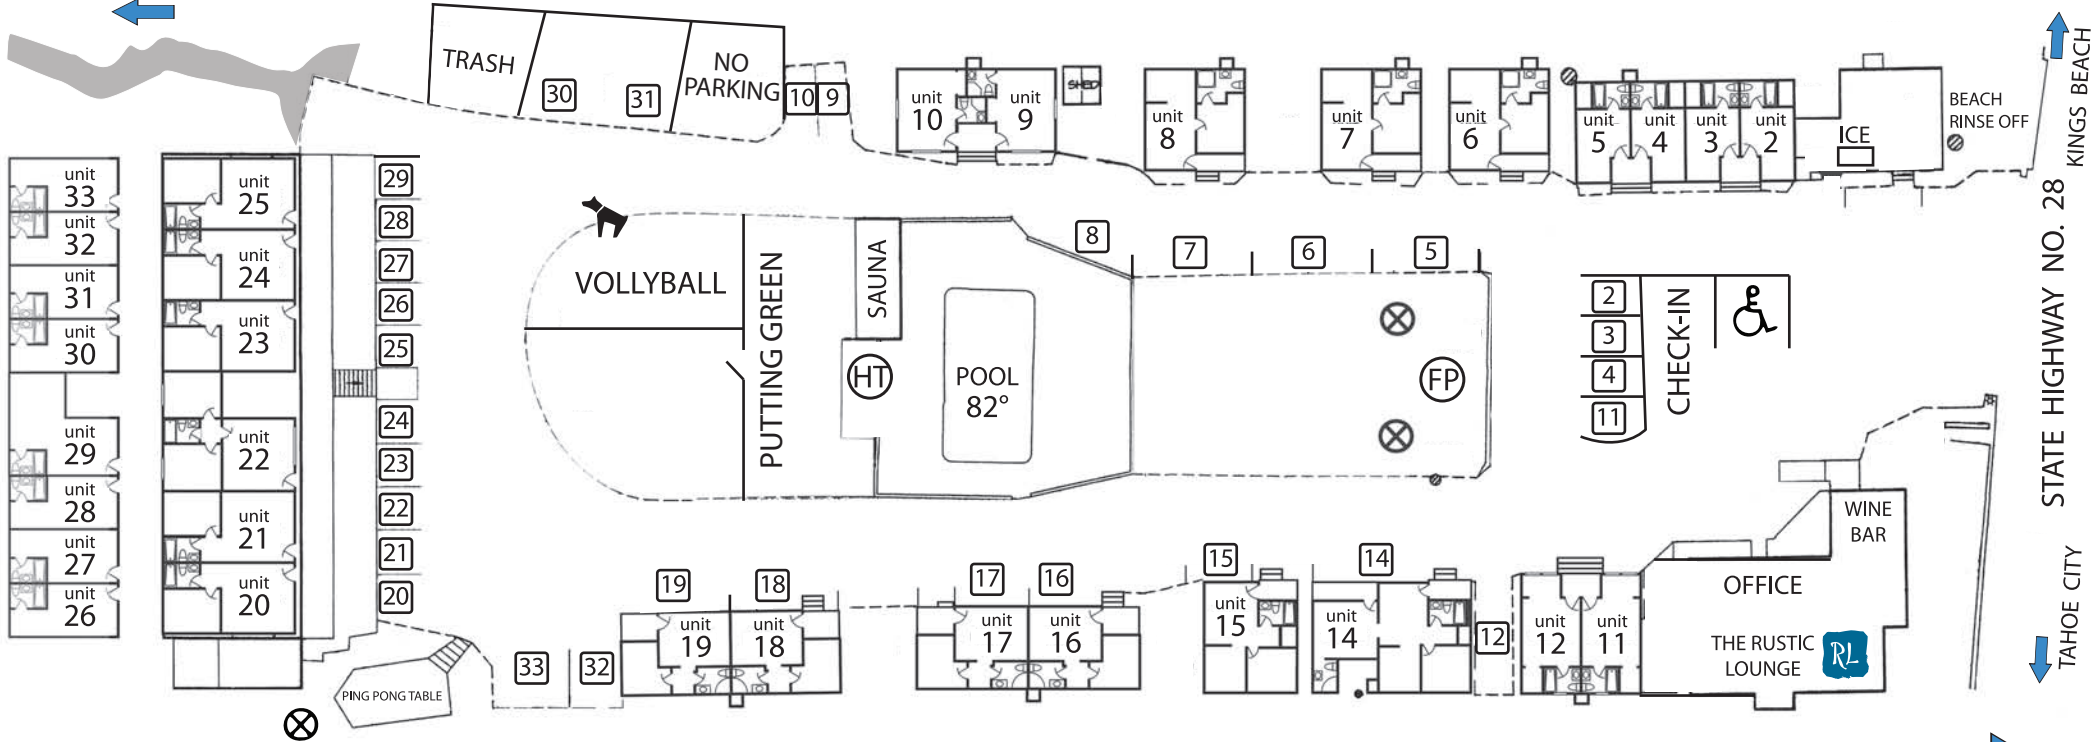 TRASH
30
31
NO
PARKING
10
9
unit
10
unit
9
SHED
unit
8
unit
7
unit
6
unit
5
unit
4
unit
3
unit
2
ICE
BEACH
RINSE OFF
KINGS BEACH
STATE HIGHWAY NO. 28
TAHOE CITY
unit
33
unit
32
unit
31
unit
30
unit
29
unit
28
unit
27
unit
26
unit
25
unit
24
unit
23
unit
22
unit
21
unit
20
29
28
27
26
25
24
23
22
21
20
VOLLYBALL
PUTTING GREEN
SAUNA
HT
POOL
82°
8
7
6
5
FP
2
3
4
11
CHECK-IN
PING PONG TABLE
33
32
19
18
unit
19
unit
18
17
16
unit
17
unit
16
15
unit
15
14
unit
14
12
unit
12
unit
11
WINE
BAR
OFFICE
THE RUSTIC
LOUNGE
RL